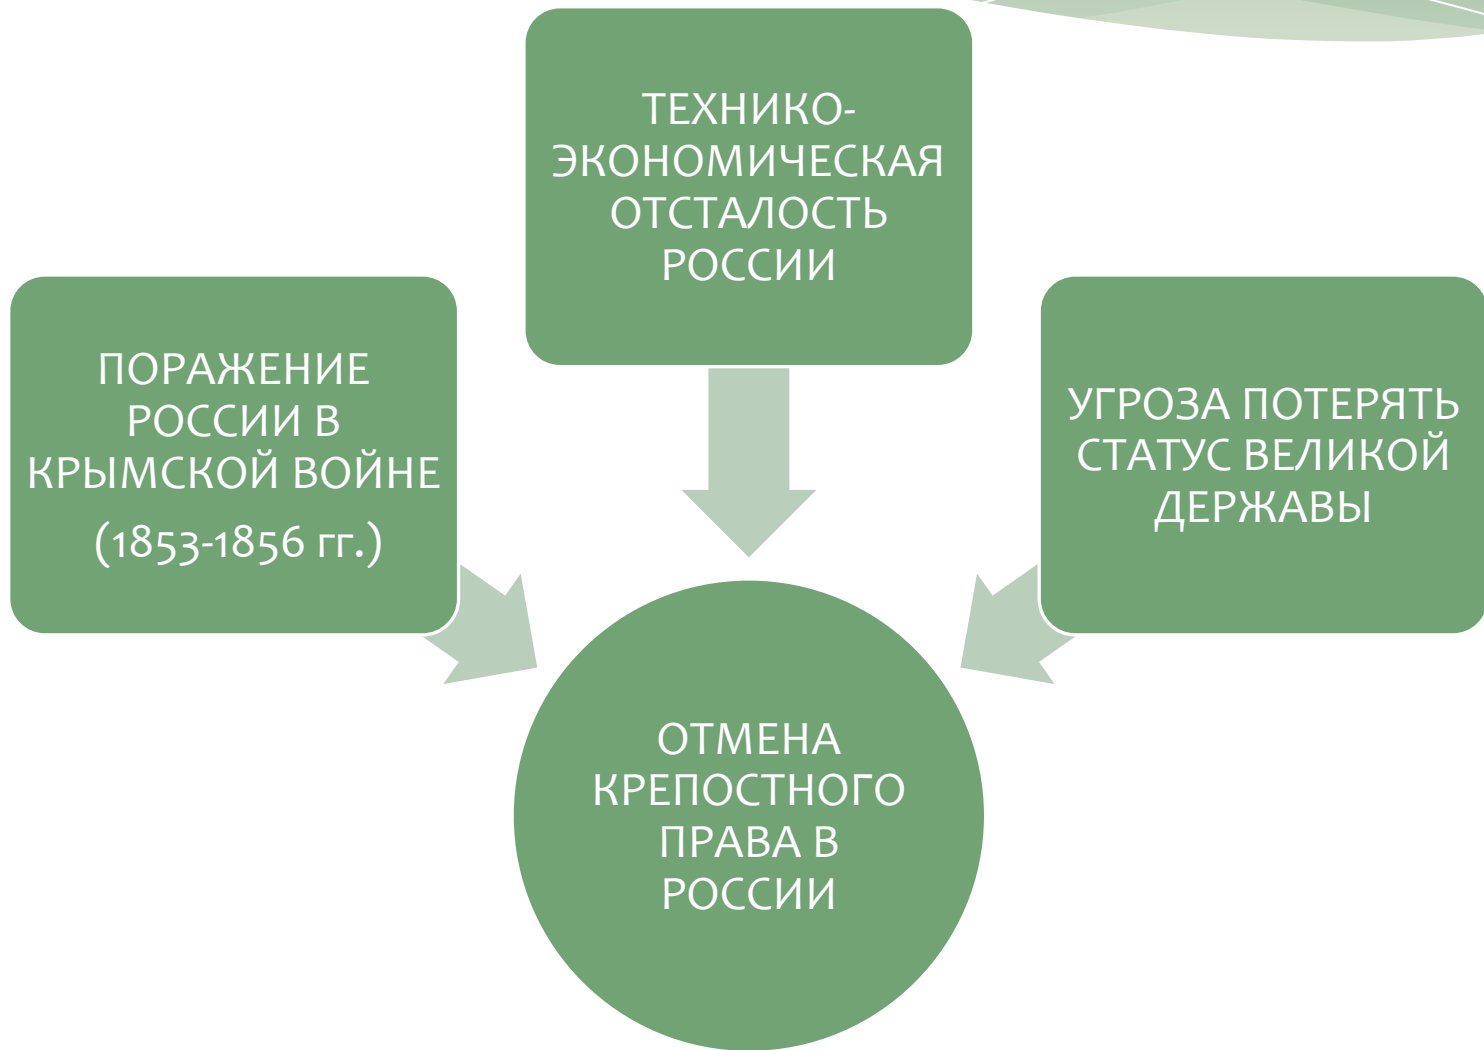 ТЕХНИКО-
ЭКОНОМИЧЕСКАЯ
ОТСТАЛОСТЬ
РОССИИ
ПОРАЖЕНИЕ
РОССИИ В
КРЫМСКОЙ ВОЙНЕ
(1853-1856 гг.)
УГРОЗА ПОТЕРЯТЬ
СТАТУС ВЕЛИКОЙ
ДЕРЖАВЫ
ОТМЕНА
КРЕПОСТНОГО
ПРАВА В
РОССИИ